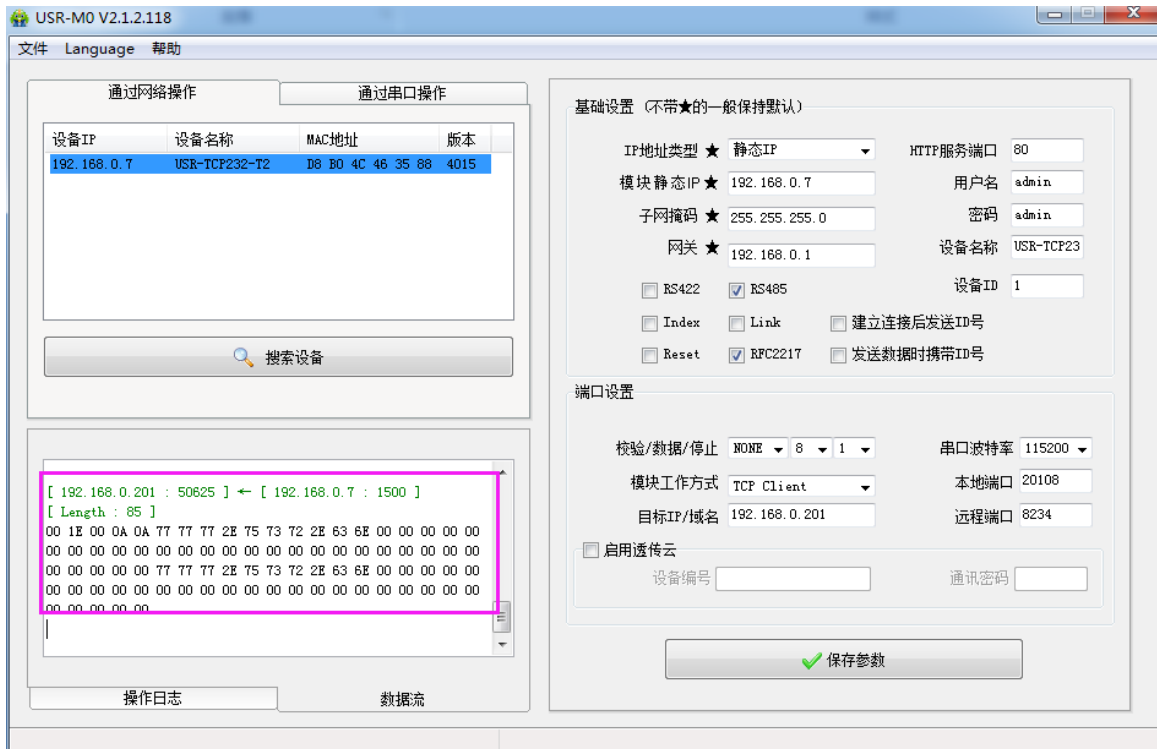 USR-M0 V2.1.2.118
文件 Language 帮助
通过网络操作 通过串口操作
设备IP 设备名称 MAC地址 版本
192.168.0.7 USR-TCP232-T2 D8 B0 4C 46 35 88 4015
搜索设备
[ 192.168.0.201 : 50625 ] ← [ 192.168.0.7 : 1500 ]
[ Length : 85 ]
00 1E 00 0A 0A 77 77 77 2E 75 73 72 2E 63 6E 00 00 00 00 00
00 00 00 00 00 00 00 00 00 00 00 00 00 00 00 00 00 00 00 00
00 00 00 00 00 77 77 77 2E 75 73 72 2E 63 6E 00 00 00 00 00
00 00 00 00 00 00 00 00 00 00 00 00 00 00 00 00 00 00 00 00
00 00 00 00 00
操作日志 数据流
基础设置 (不带★的一般保持默认)
IP地址类型 ★ 静态IP HTTP服务端口 80
模块静态IP★ 192.168.0.7 用户名 admin
子网掩码 ★ 255.255.255.0 密码 admin
网关 ★ 192.168.0.1 设备名称 USR-TCP23
RS422 RS485 设备ID 1
Index Link 建立连接后发送ID号
Reset RFC2217 发送数据时携带ID号
端口设置
校验/数据/停止 NONE 8 1 串口波特率 115200
模块工作方式 TCP Client 本地端口 20108
目标IP/域名 192.168.0.201 远程端口 8234
启用透传云
设备编号 通讯密码
保存参数